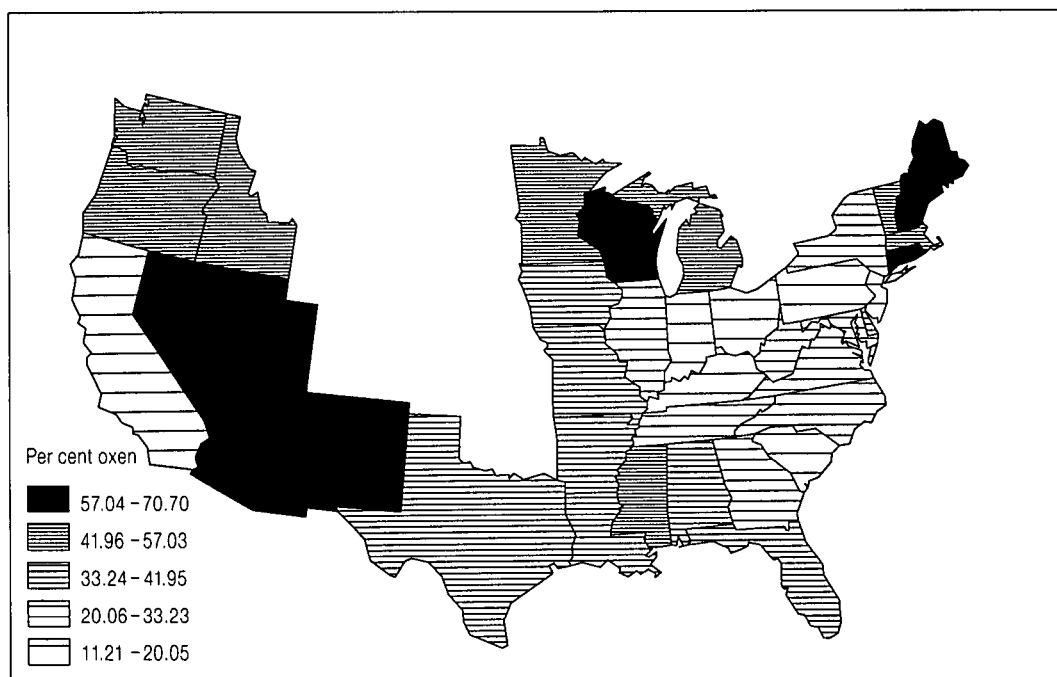 Per cent oxen
57.04 – 70.70
41.96 – 57.03
33.24 – 41.95
20.06 – 33.23
11.21 – 20.05